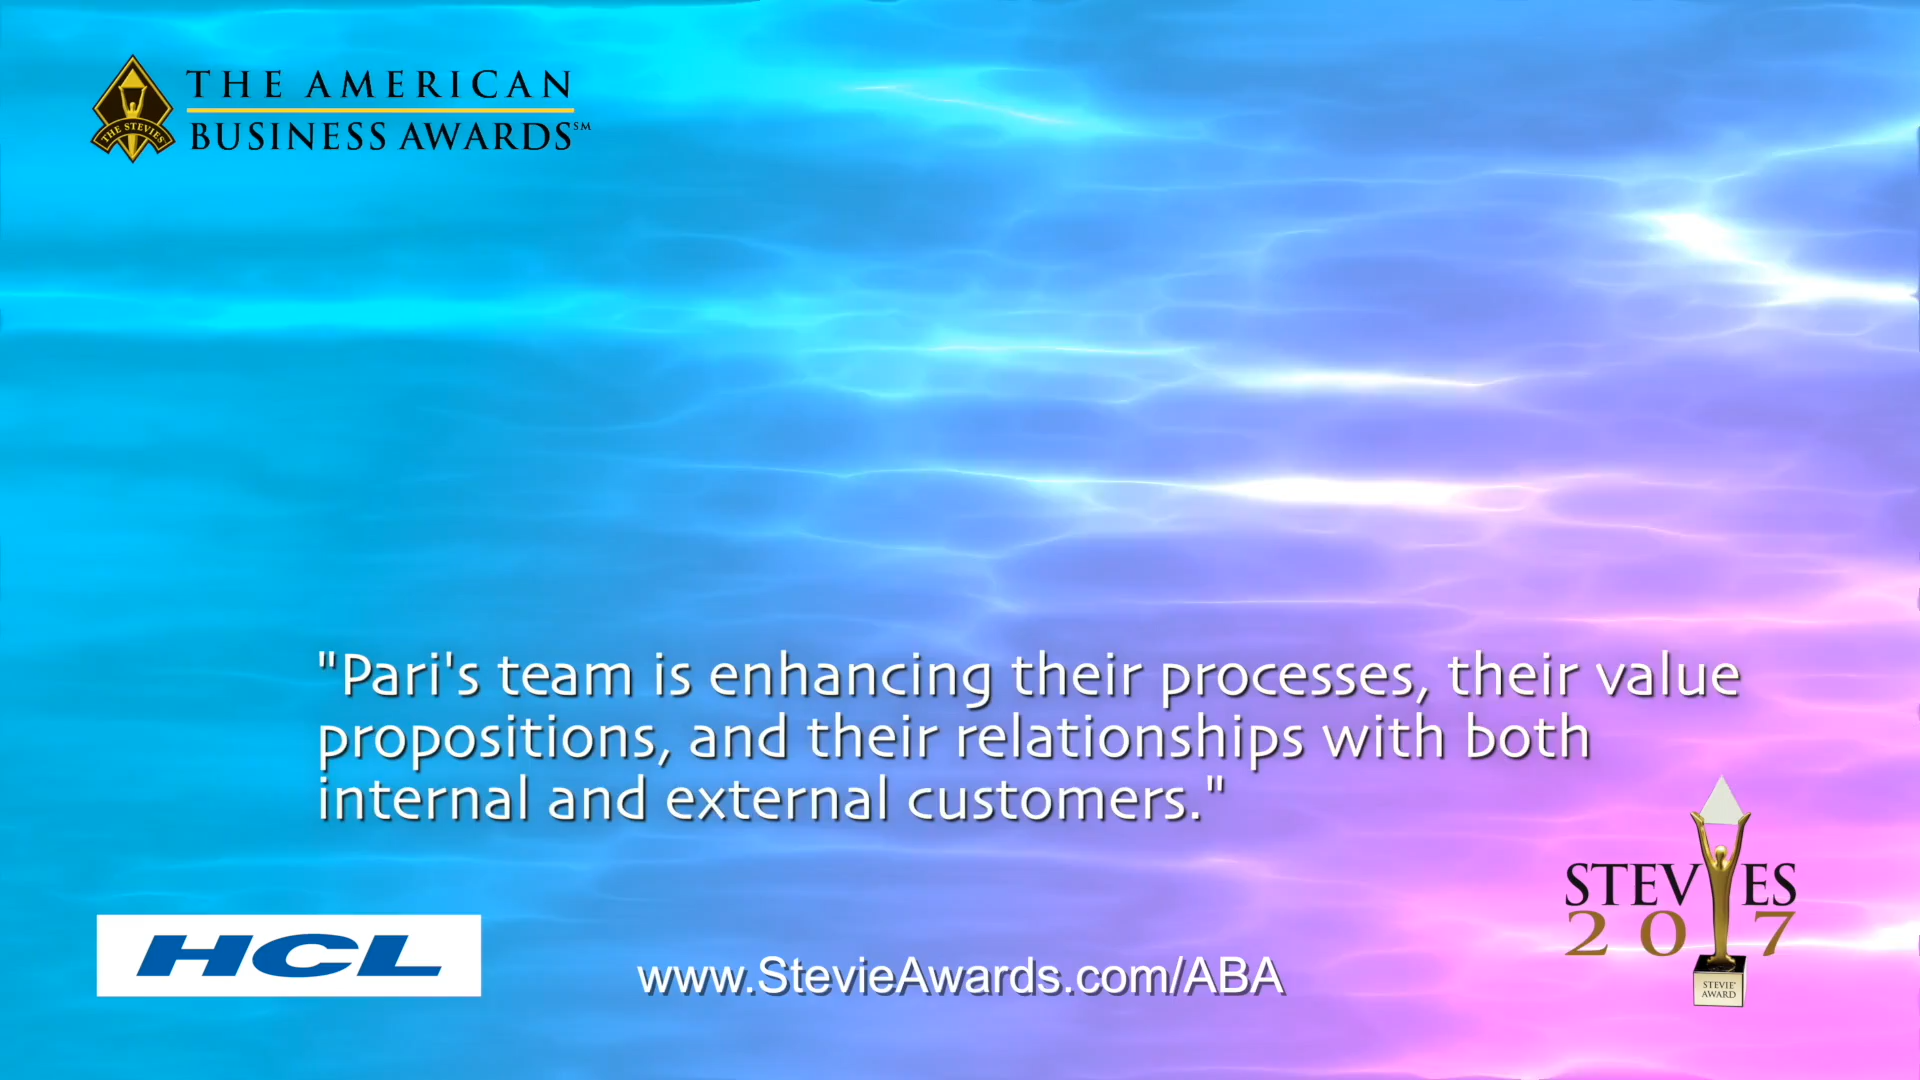 THE AMERICAN
BUSINESS AWARDS℠
THE STEVIES
"Pari's team is enhancing their processes, their value
propositions, and their relationships with both
internal and external customers."
STEVIES
2017
HCL
www.StevieAwards.com/ABA
STEVIE®
AWARD